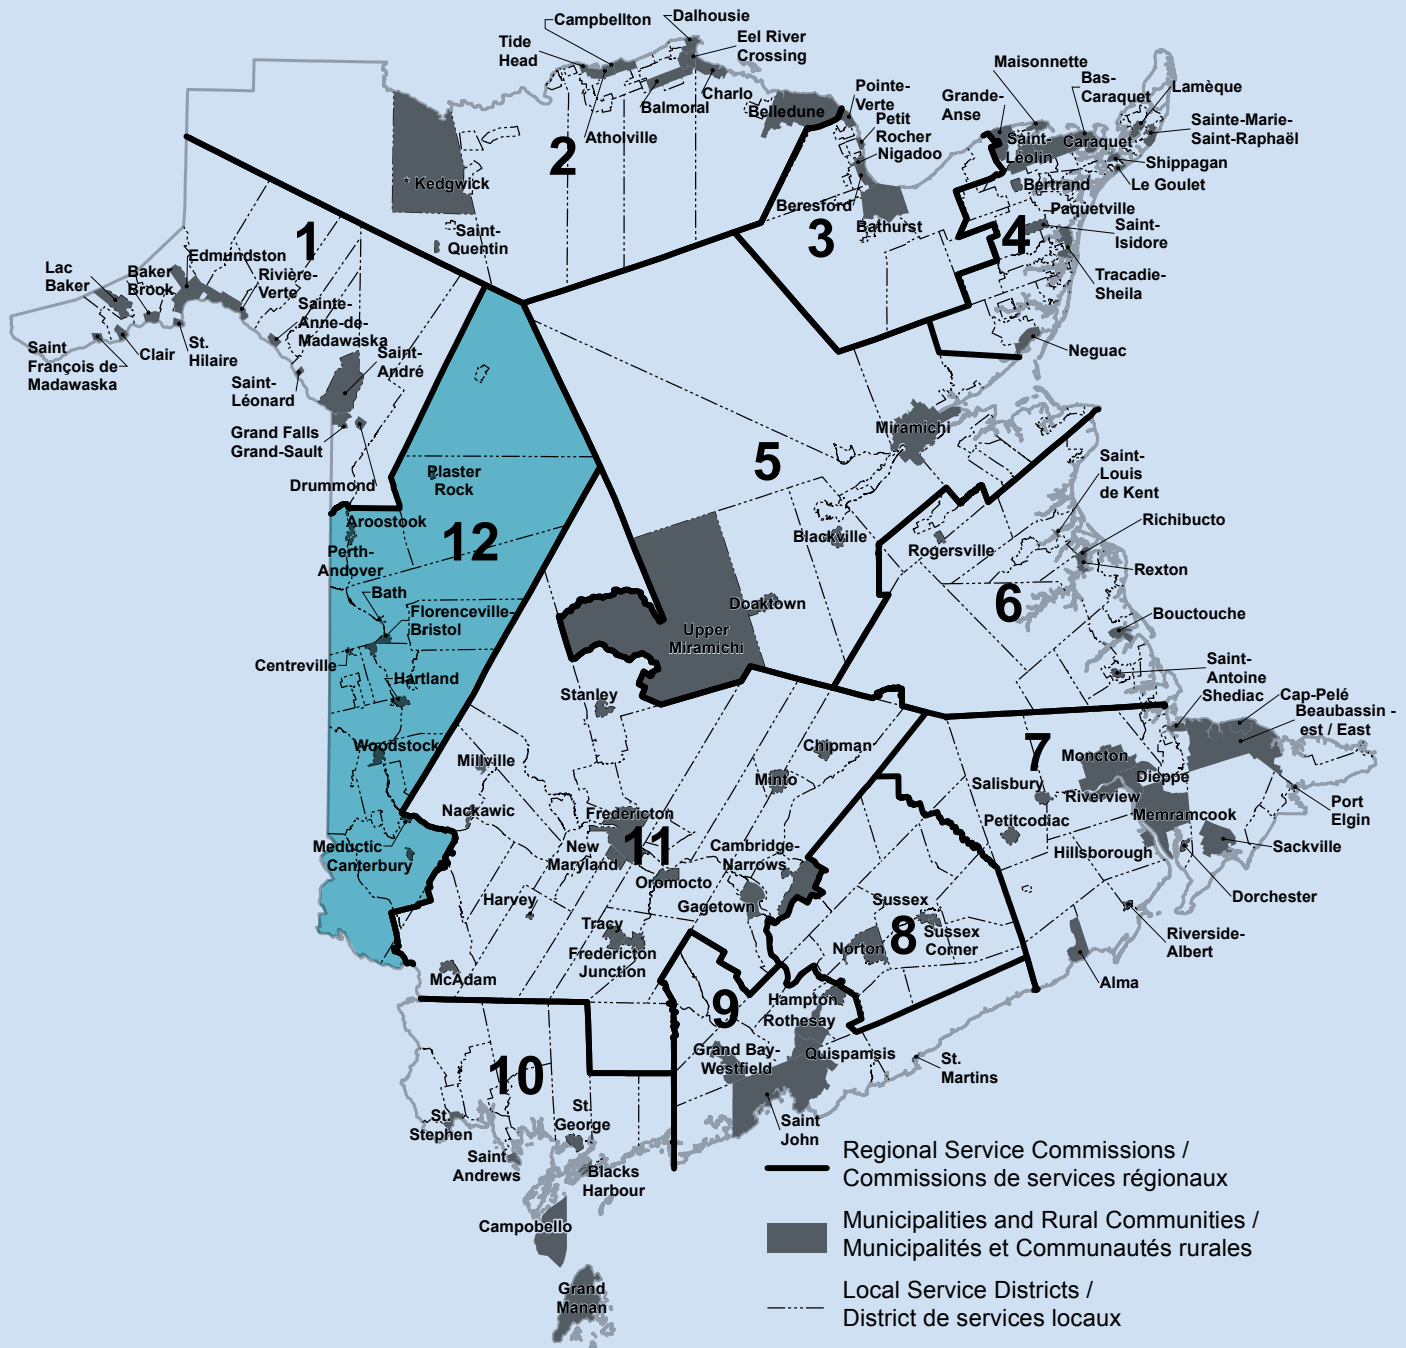 Campbellton
Dalhousie
Tide
Head
Eel River
Crossing
Charlo
Balmoral
Atholville
Belledune
Pointe-
Verte
Petit
Rocher
Nigadoo
Beresford
Bathurst
Maisonnette
Grande-
Anse
Bas-
Caraquet
Lamèque
Sainte-Marie-
Saint-Raphaël
Saint-
Léolin
Caraquet
Shippagan
Le Goulet
Bertrand
Paquetville
Saint-
Isidore
Tracadie-
Sheila
Neguac
2
Kedgwick
Saint-
Quentin
1
3
4
Lac
Baker
Baker
Brook
Edmundston
Rivière-
Verte
Sainte-
Anne-de-
Madawaska
Saint-
André
Saint
François de
Madawaska
Clair
St.
Hilaire
Saint-
Léonard
Grand Falls
Grand-Sault
Drummond
Plaster
Rock
12
Aroostook
Perth-
Andover
Bath
Florenceville-
Bristol
Centreville
Hartland
Woodstock
Meductic
Canterbury
5
Miramichi
Blackville
Doaktown
Upper
Miramichi
Rogersville
Saint-
Louis
de Kent
Richibucto
Rexton
6
Bouctouche
Saint-
Antoine
Shediac
Cap-Pelé
Beaubassin -
est / East
Stanley
Millville
Nackawic
Chipman
Minto
Fredericton
11
New
Maryland
Oromocto
Cambridge-
Narrows
Gagetown
Harvey
Tracy
Fredericton
Junction
McAdam
7
Moncton
Dieppe
Salisbury
Riverview
Memramcook
Petitcodiac
Hillsborough
Port
Elgin
Sackville
Dorchester
Riverside-
Albert
Alma
Sussex
8
Sussex
Corner
Norton
9
Hampton
Rothesay
Quispamsis
Grand Bay-
Westfield
St.
Martins
Saint
John
10
St.
Stephen
St.
George
Saint
Andrews
Blacks
Harbour
Campobello
Grand
Manan
Regional Service Commissions /
Commissions de services régionaux
Municipalities and Rural Communities /
Municipalités et Communautés rurales
Local Service Districts /
District de services locaux